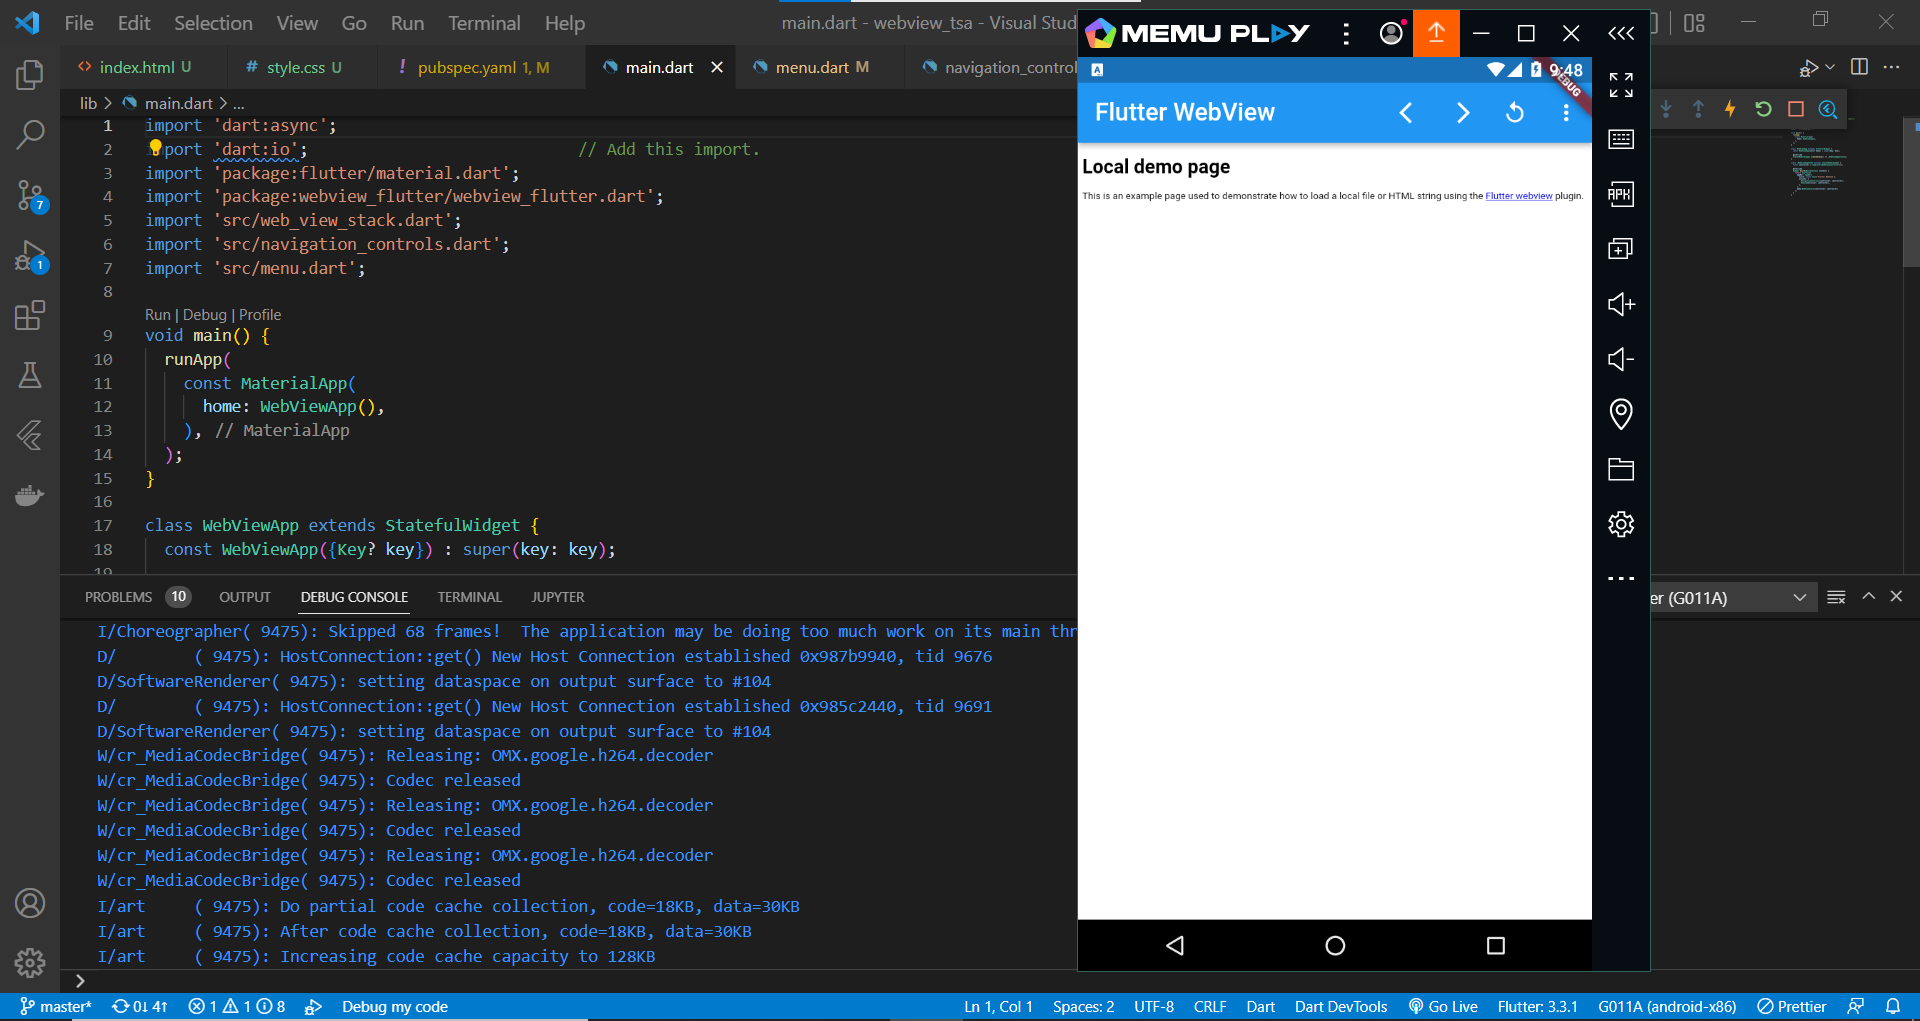 File Edit Selection View Go Run Terminal Help
main.dart - webview_tsa - Visual Stud
index.html U
# style.css U
! pubspec.yaml 1, M
main.dart
menu.dart M
navigation_control
lib > main.dart > ...
1 import 'dart:async';
2 import 'dart:io'; // Add this import.
3 import 'package:flutter/material.dart';
4 import 'package:webview_flutter/webview_flutter.dart';
5 import 'src/web_view_stack.dart';
6 import 'src/navigation_controls.dart';
7 import 'src/menu.dart';
8
Run | Debug | Profile
9 void main() {
10 runApp(
11 const MaterialApp(
12 home: WebViewApp(),
13 ), // MaterialApp
14 );
15 }
16
17 class WebViewApp extends StatefulWidget {
18 const WebViewApp({Key? key}) : super(key: key);
19
7
1
PROBLEMS 10 OUTPUT DEBUG CONSOLE TERMINAL JUPYTER
er (G011A)
I/Choreographer( 9475): Skipped 68 frames!  The application may be doing too much work on its main thr
D/        ( 9475): HostConnection::get() New Host Connection established 0x987b9940, tid 9676
D/SoftwareRenderer( 9475): setting dataspace on output surface to #104
D/        ( 9475): HostConnection::get() New Host Connection established 0x985c2440, tid 9691
D/SoftwareRenderer( 9475): setting dataspace on output surface to #104
W/cr_MediaCodecBridge( 9475): Releasing: OMX.google.h264.decoder
W/cr_MediaCodecBridge( 9475): Codec released
W/cr_MediaCodecBridge( 9475): Releasing: OMX.google.h264.decoder
W/cr_MediaCodecBridge( 9475): Codec released
W/cr_MediaCodecBridge( 9475): Releasing: OMX.google.h264.decoder
W/cr_MediaCodecBridge( 9475): Codec released
I/art     ( 9475): Do partial code cache collection, code=18KB, data=30KB
I/art     ( 9475): After code cache collection, code=18KB, data=30KB
I/art     ( 9475): Increasing code cache capacity to 128KB
MEMU PLAY
9:48
DEBUG
Flutter WebView
Local demo page
This is an example page used to demonstrate how to load a local file or HTML string using the Flutter webview plugin.
APK
master* 0↓ 4↑ 1 1 8 Debug my code
Ln 1, Col 1 Spaces: 2 UTF-8 CRLF Dart Dart DevTools Go Live Flutter: 3.3.1 G011A (android-x86) Prettier